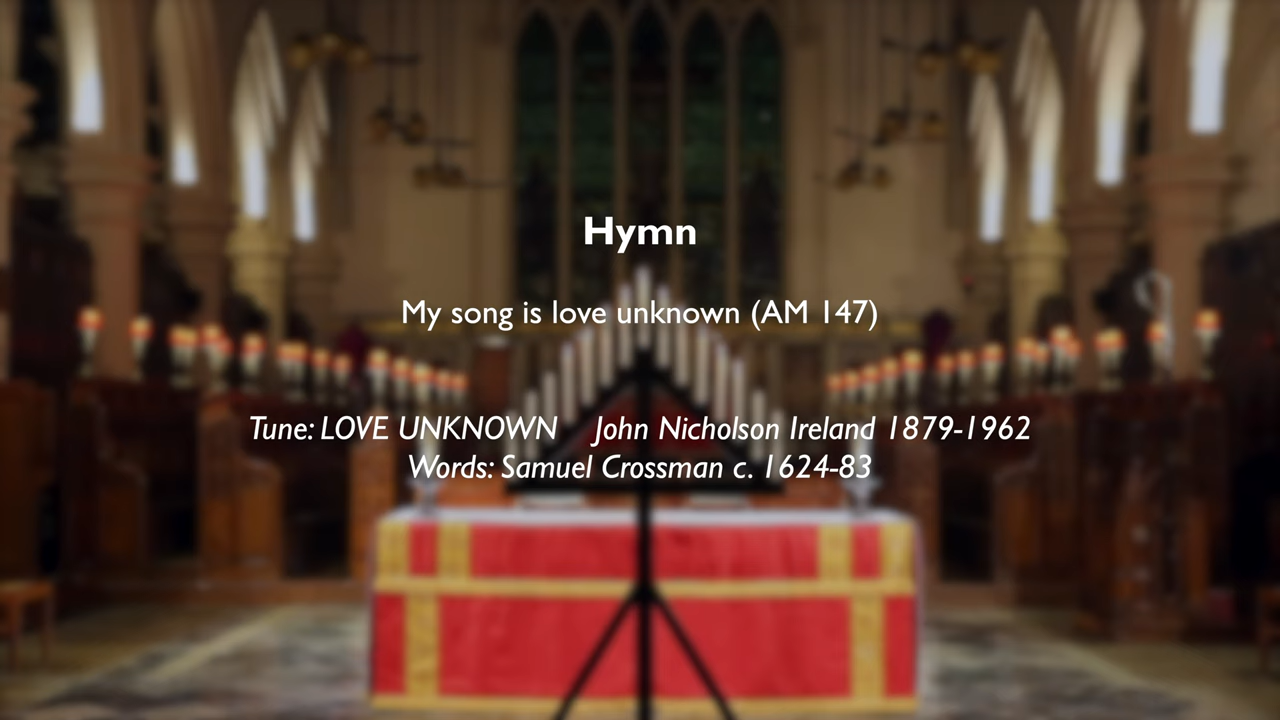 Hymn
My song is love unknown (AM 147)
Tune: LOVE UNKNOWN John Nicholson Ireland 1879-1962
Words: Samuel Crossman c. 1624-83